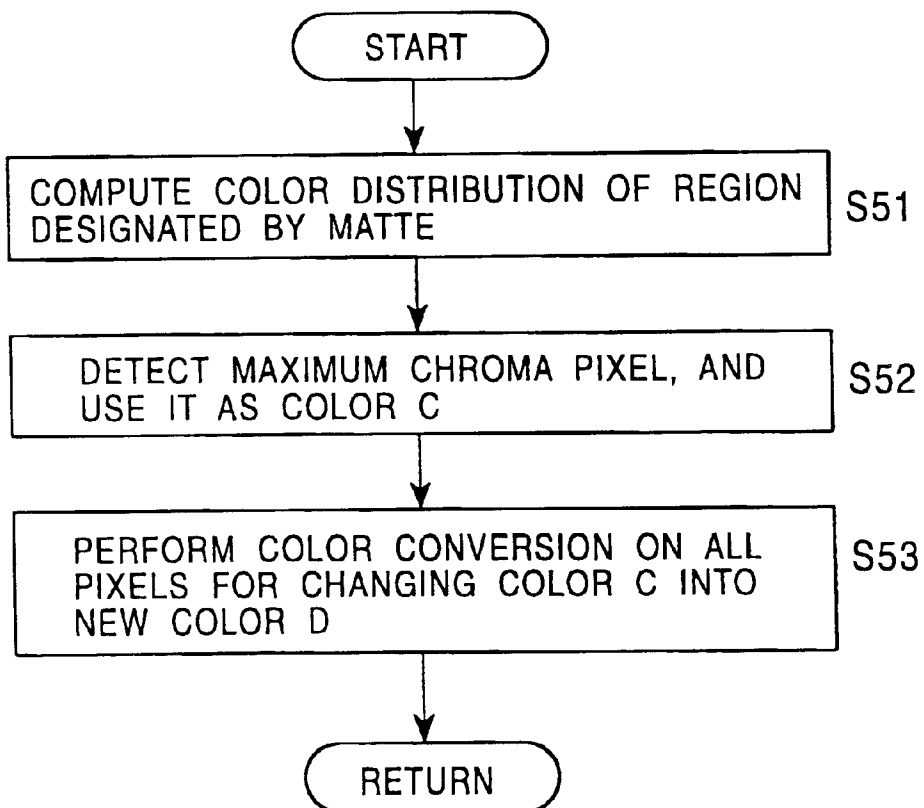 START
COMPUTE COLOR DISTRIBUTION OF REGION
DESIGNATED BY MATTE
S51
DETECT MAXIMUM CHROMA PIXEL, AND
USE IT AS COLOR C
S52
PERFORM COLOR CONVERSION ON ALL
PIXELS FOR CHANGING COLOR C INTO
NEW COLOR D
S53
RETURN